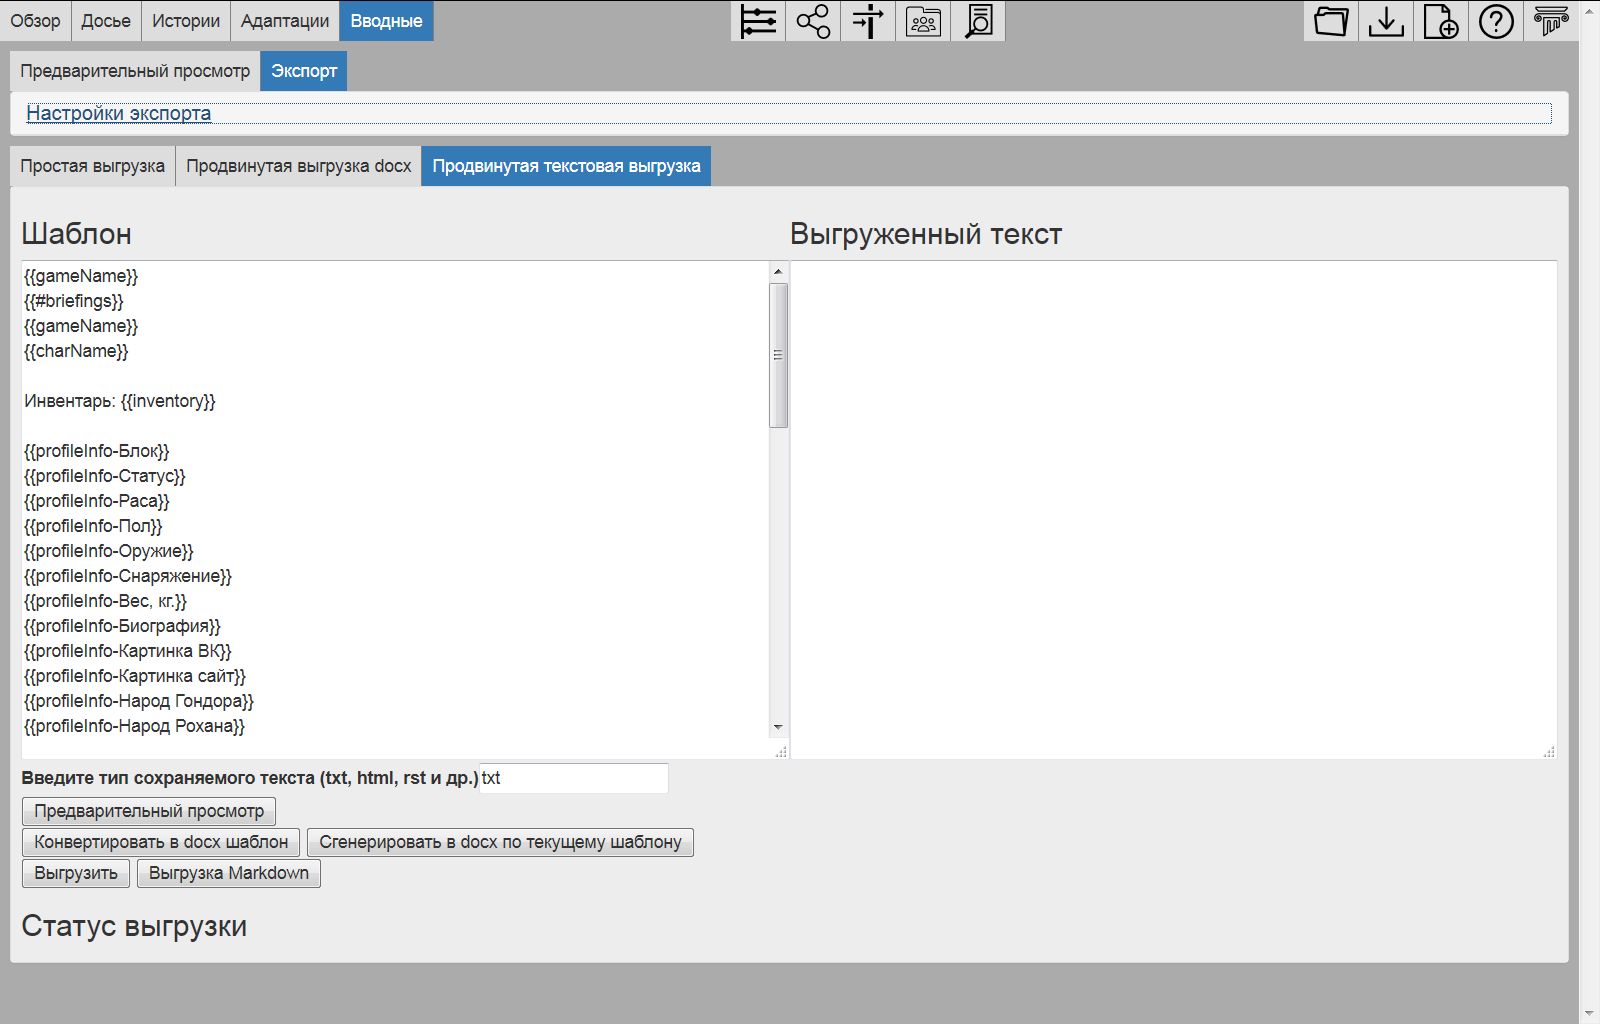 Обзор Досье Истории Адаптации Вводные
Предварительный просмотр Экспорт
Настройки экспорта
Простая выгрузка Продвинутая выгрузка docx Продвинутая текстовая выгрузка
Шаблон
{{gameName}}
{{#briefings}}
{{gameName}}
{{charName}}
Инвентарь: {{inventory}}
{{profileInfo-Блок}}
{{profileInfo-Статус}}
{{profileInfo-Раса}}
{{profileInfo-Пол}}
{{profileInfo-Оружие}}
{{profileInfo-Снаряжение}}
{{profileInfo-Вес, кг.}}
{{profileInfo-Биография}}
{{profileInfo-Картинка ВК}}
{{profileInfo-Картинка сайт}}
{{profileInfo-Народ Гондора}}
{{profileInfo-Народ Рохана}}
Выгруженный текст
Введите тип сохраняемого текста (txt, html, rst и др.) txt
Предварительный просмотр
Конвертировать в docx шаблон Сгенерировать в docx по текущему шаблону
Выгрузить Выгрузка Markdown
Статус выгрузки